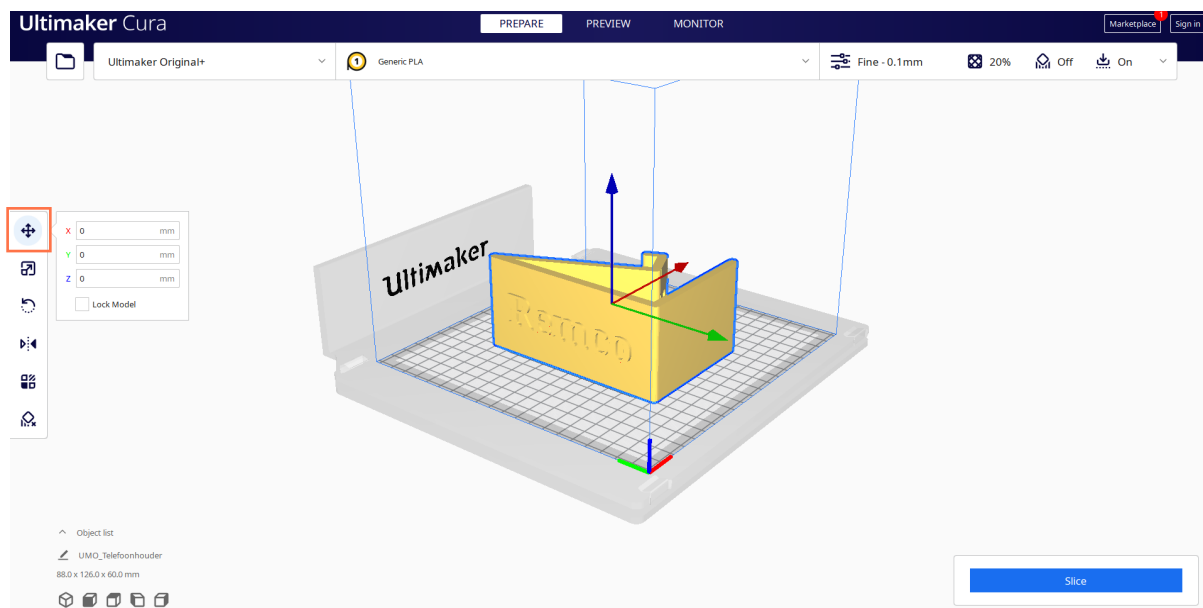 Ultimaker Cura
PREPARE
PREVIEW
MONITOR
Marketplace
1
Sign in
Ultimaker Original+
1
Generic PLA
Fine - 0.1mm
20%
Off
On
X 0 mm
Y 0 mm
Z 0 mm
Lock Model
Ultimaker
Remco
Object list
UMO_Telefoonhouder
88.0 x 126.0 x 60.0 mm
Slice